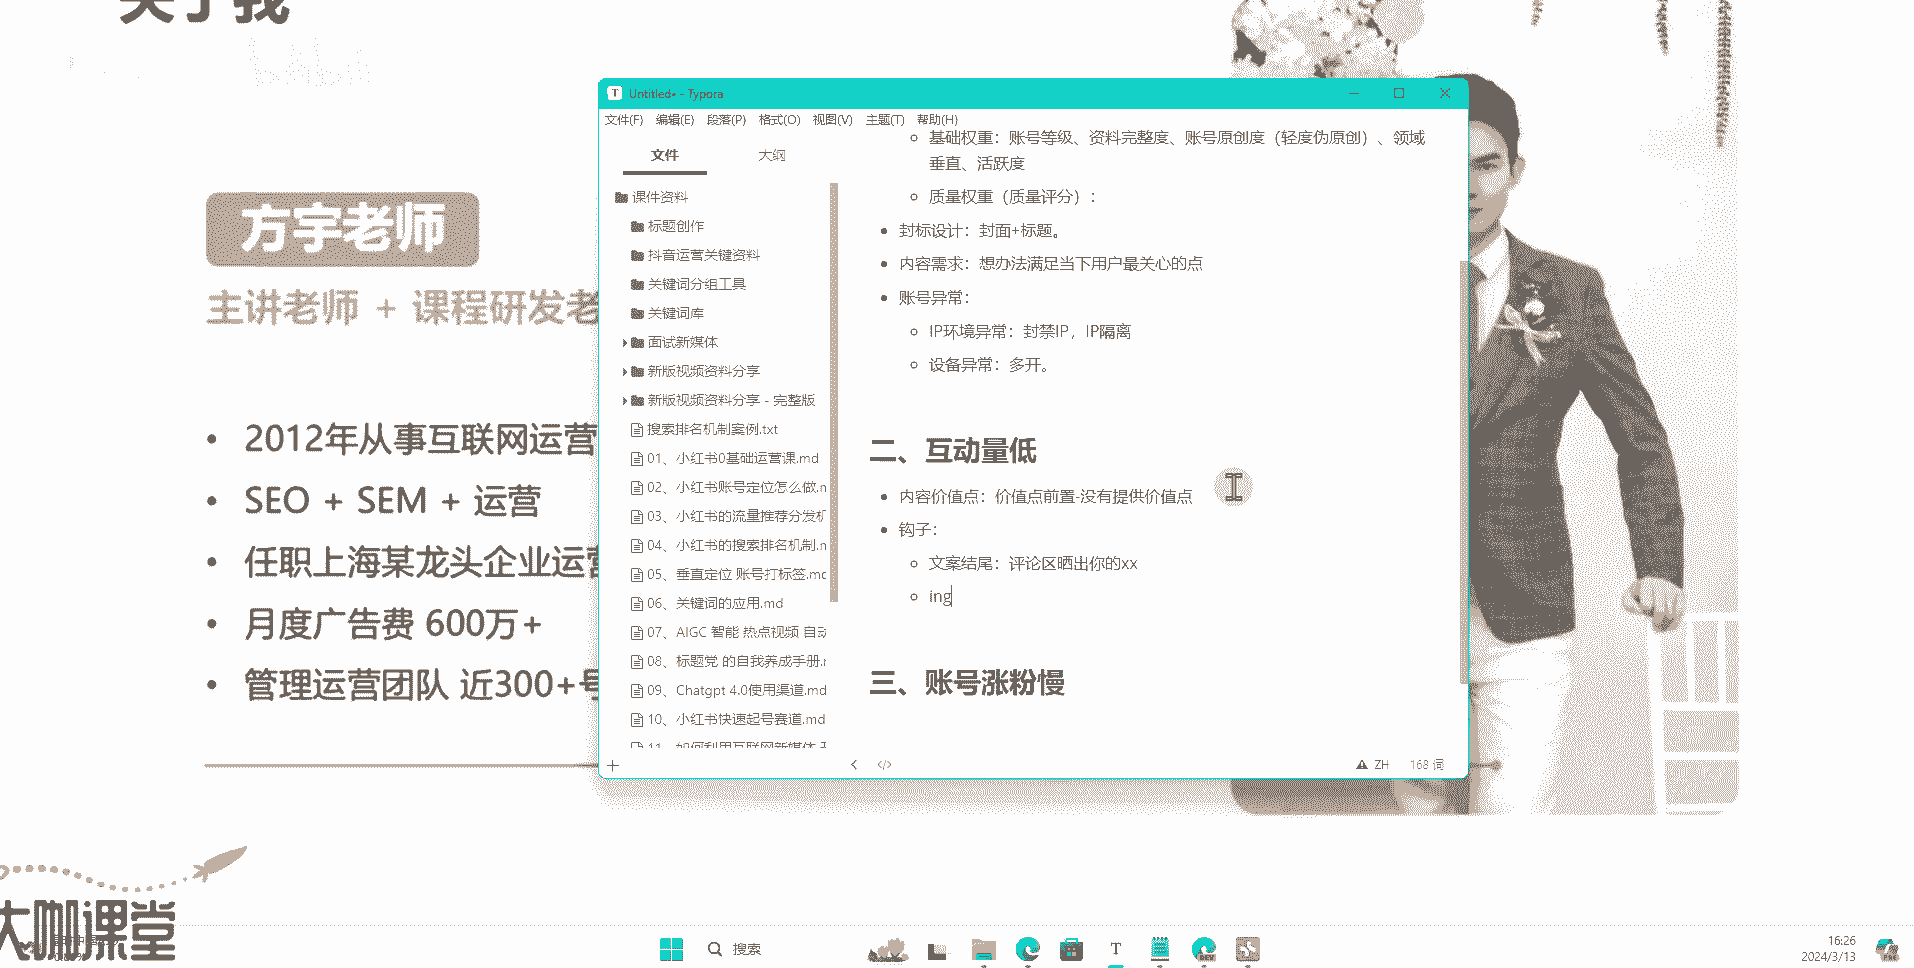 关于我
方宇老师
主讲老师 + 课程研发老
2012年从事互联网运营
SEO + SEM + 运营
任职上海某龙头企业运营
月度广告费 600万+
管理运营团队 近300+号
大咖课堂
Untitled• - Typora
文件(F) 编辑(E) 段落(P) 格式(O) 视图(V) 主题(T) 帮助(H)
文件 大纲
课件资料
标题创作
抖音运营关键资料
关键词分组工具
关键词库
面试新媒体
新版视频资料分享
新版视频资料分享 - 完整版
搜索排名机制案例.txt
01、小红书0基础运营课.md
02、小红书账号定位怎么做.m
03、小红书的流量推荐分发机
04、小红书的搜索排名机制.m
05、垂直定位 账号打标签.md
06、关键词的应用.md
07、AIGC 智能 热点视频 自动
08、标题党 的自我养成手册.m
09、Chatgpt 4.0使用渠道.md
10、小红书快速起号赛道.md
11、如何利用互联网新媒体
基础权重：账号等级、资料完整度、账号原创度（轻度伪原创）、领域
垂直、活跃度
质量权重（质量评分）：
封标设计：封面+标题。
内容需求：想办法满足当下用户最关心的点
账号异常：
IP环境异常：封禁IP，IP隔离
设备异常：多开。
二、互动量低
内容价值点：价值点前置-没有提供价值点
钩子：
文案结尾：评论区晒出你的xx
ing
三、账号涨粉慢
ZH 168 词
搜索
16:26
2024/3/13